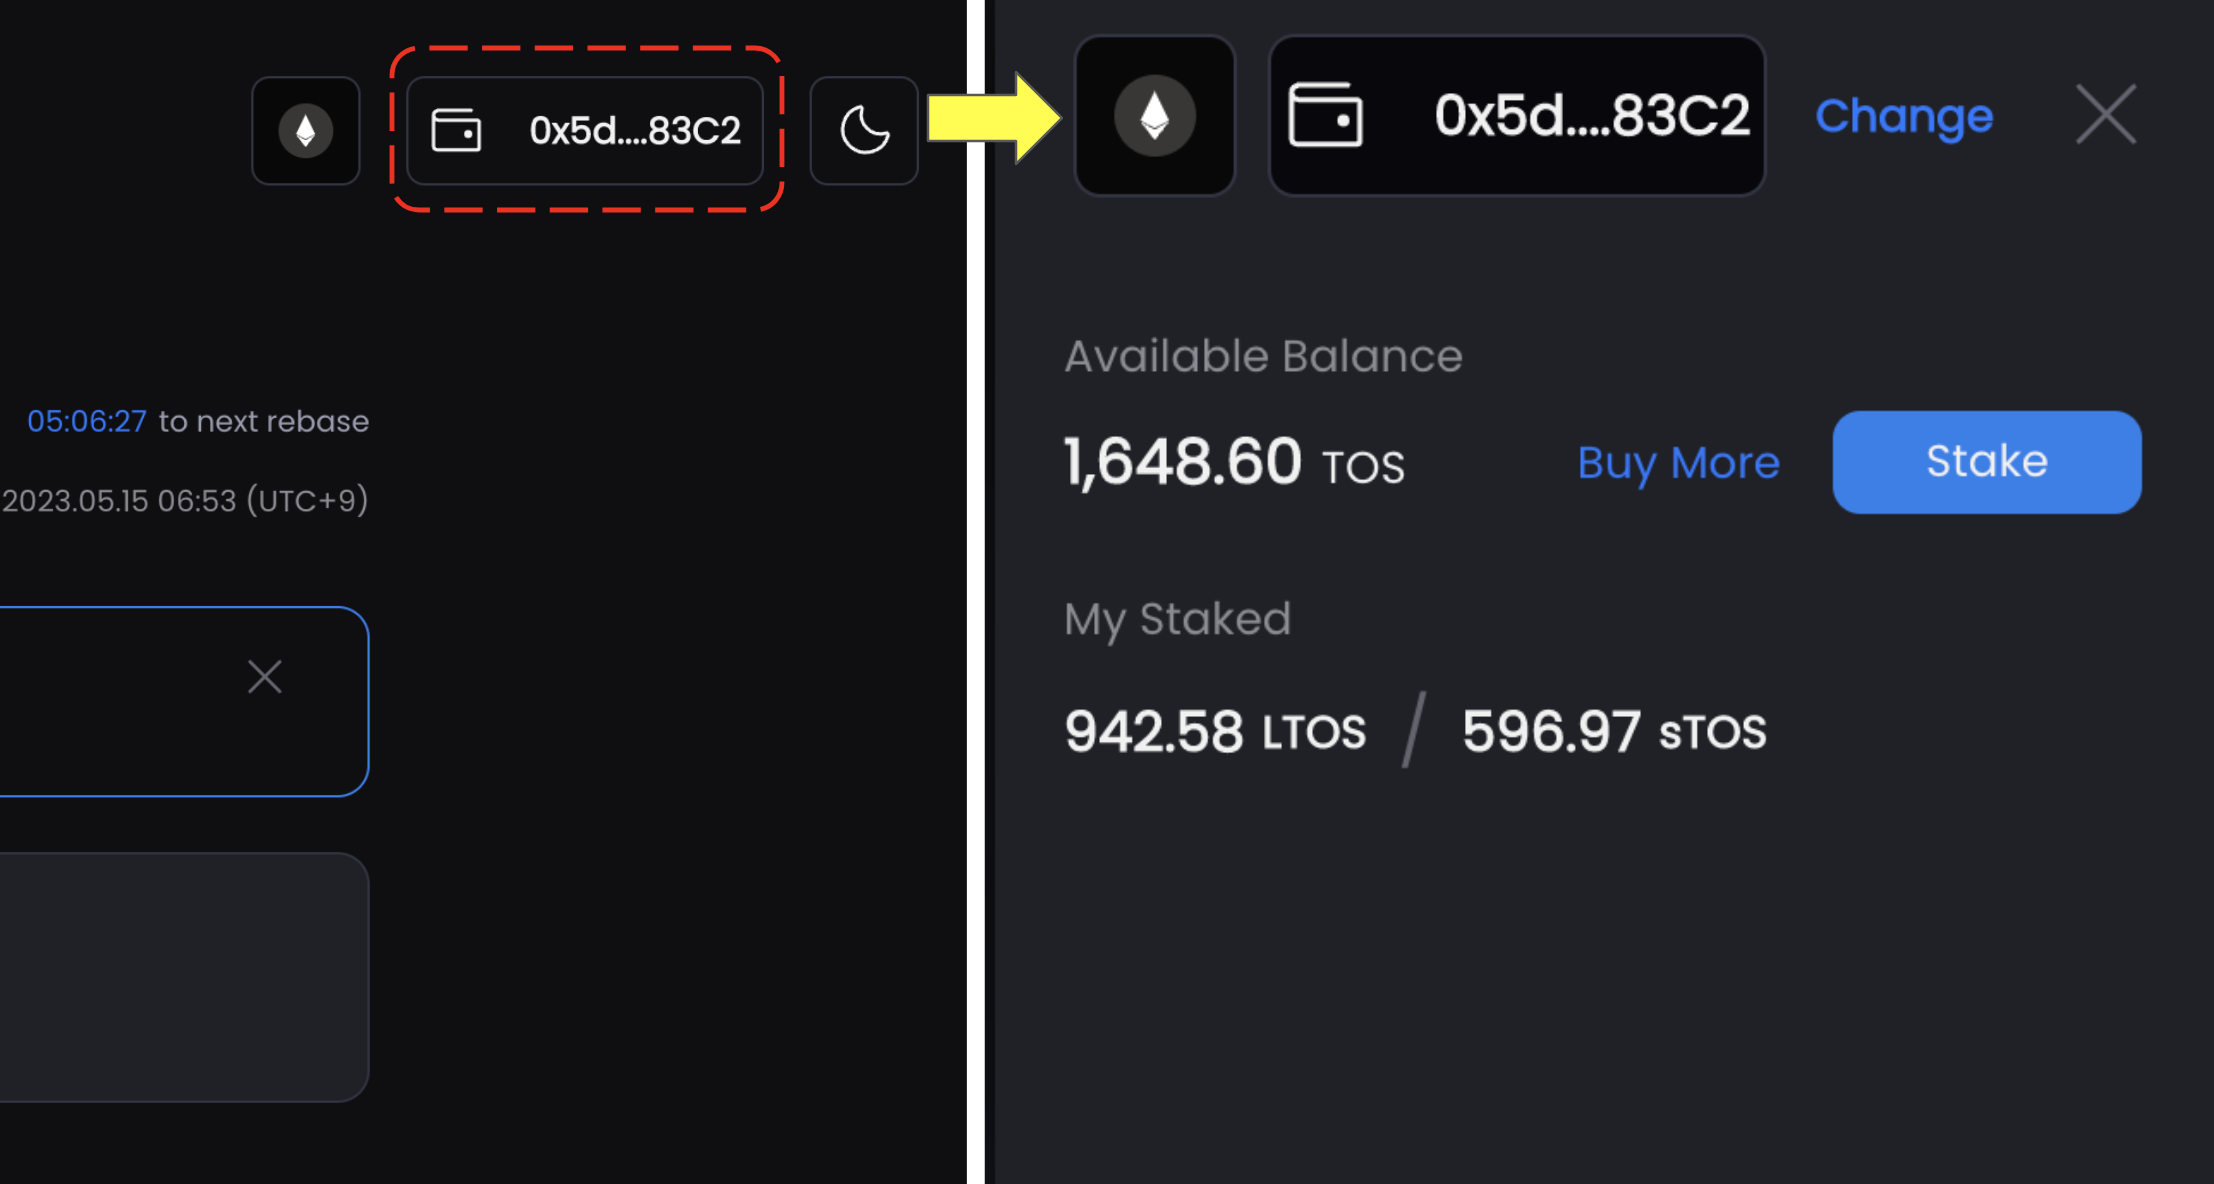 0x5d....83C2
05:06:27 to next rebase
2023.05.15 06:53 (UTC+9)
0x5d....83C2 Change
Available Balance
1,648.60 TOS Buy More Stake
My Staked
942.58 LTOS / 596.97 sTOS